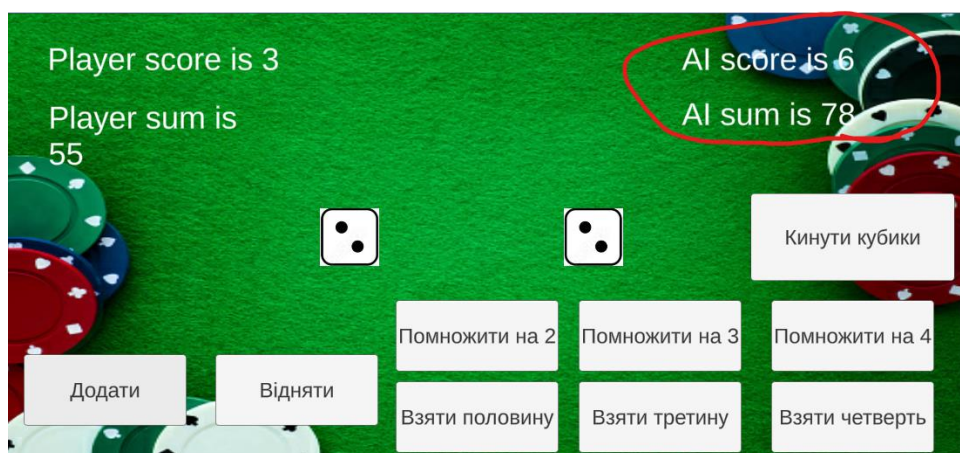 Player score is 3
AI score is 6
Player sum is
55
AI sum is 78
Кинути кубики
Помножити на 2
Помножити на 3
Помножити на 4
Додати
Відняти
Взяти половину
Взяти третину
Взяти четверть